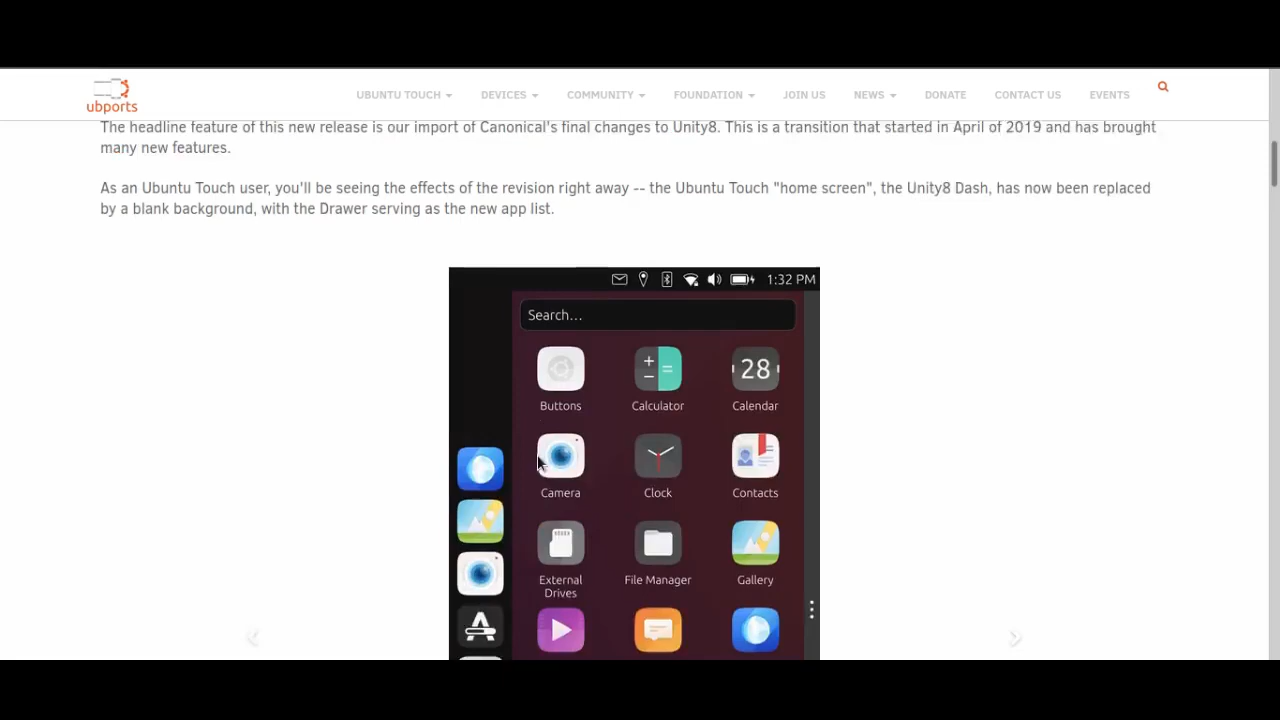 ubports
UBUNTU TOUCH DEVICES COMMUNITY FOUNDATION JOIN US NEWS DONATE CONTACT US EVENTS
The headline feature of this new release is our import of Canonical's final changes to Unity8. This is a transition that started in April of 2019 and has brought
many new features.
As an Ubuntu Touch user, you'll be seeing the effects of the revision right away -- the Ubuntu Touch "home screen", the Unity8 Dash, has now been replaced
by a blank background, with the Drawer serving as the new app list.
1:32 PM
Search...
28
Buttons Calculator Calendar
Camera Clock Contacts
External File Manager Gallery
Drives